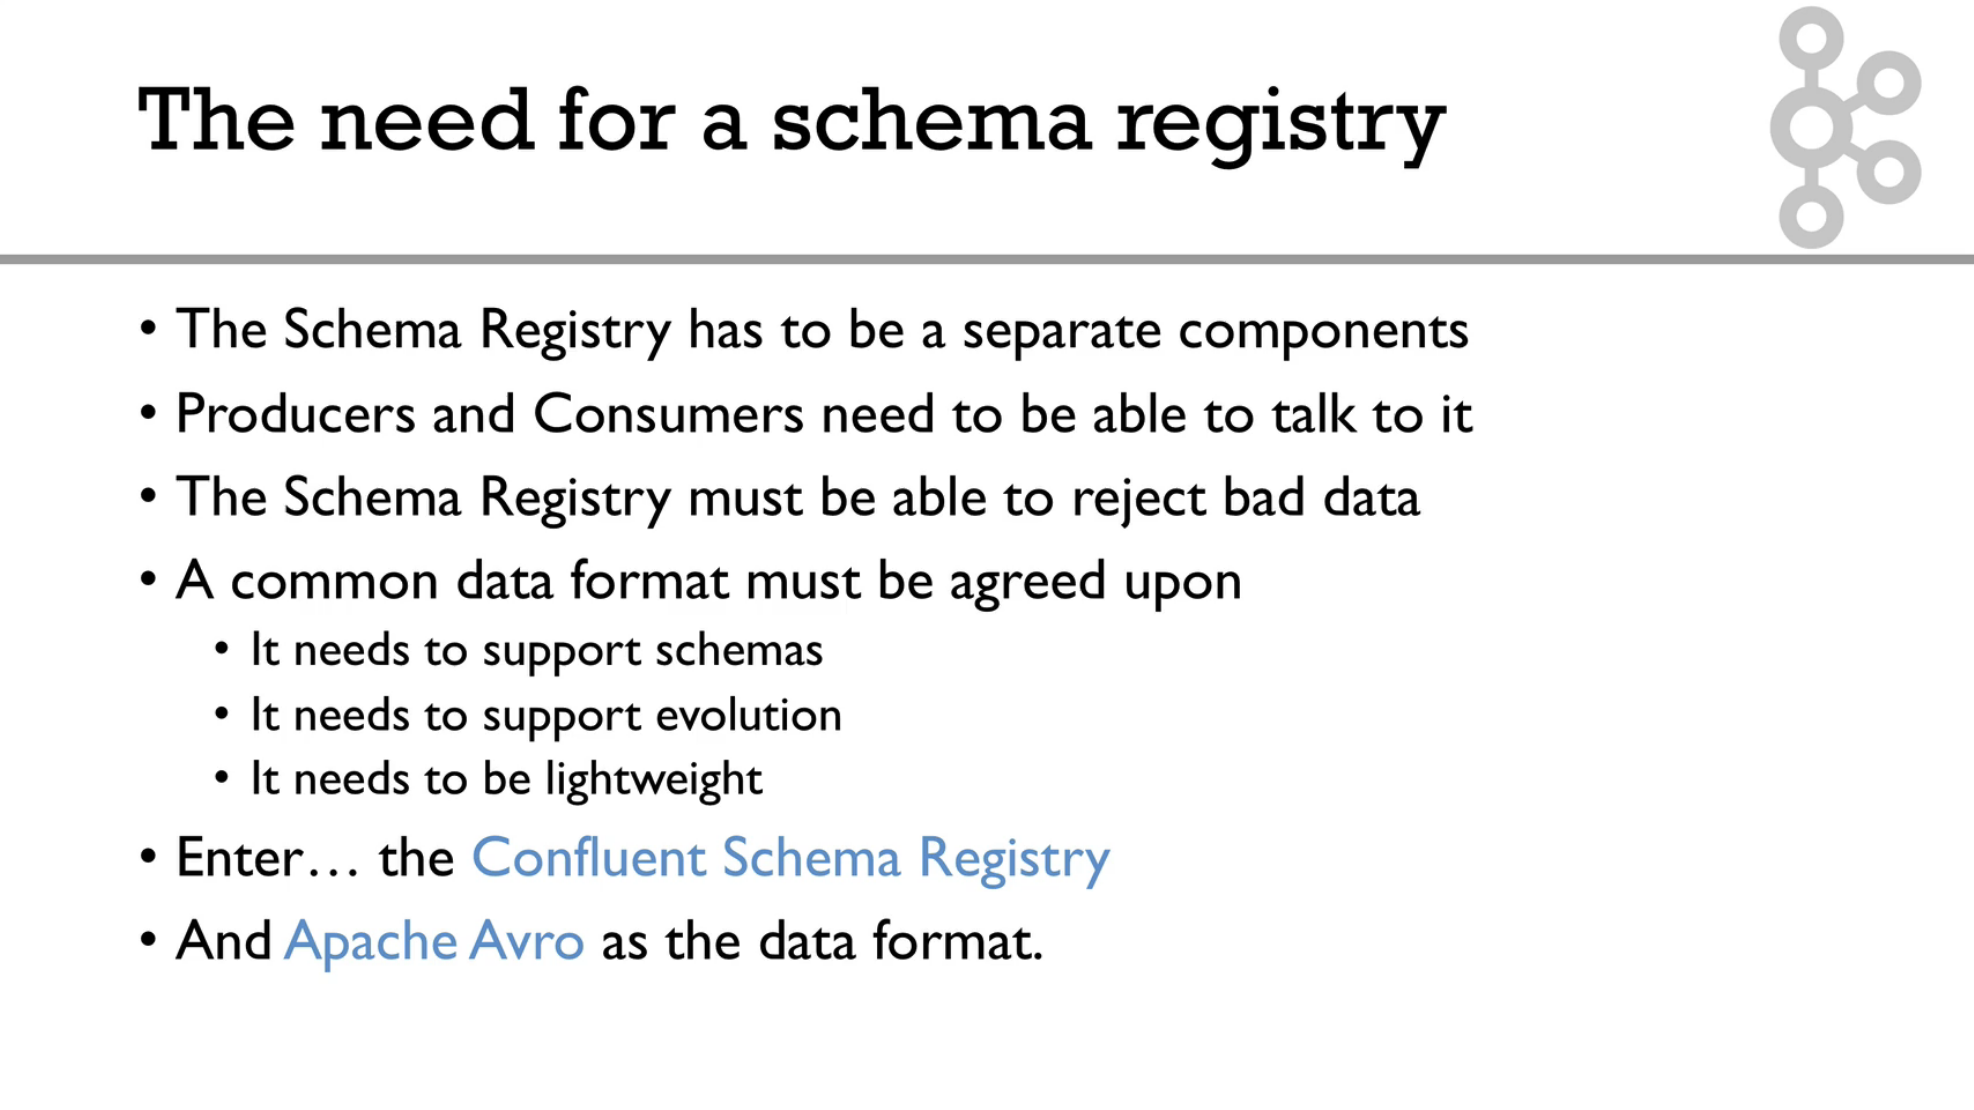 The need for a schema registry
• The Schema Registry has to be a separate components
• Producers and Consumers need to be able to talk to it
• The Schema Registry must be able to reject bad data
• A common data format must be agreed upon
• It needs to support schemas
• It needs to support evolution
• It needs to be lightweight
• Enter… the Confluent Schema Registry
• And Apache Avro as the data format.